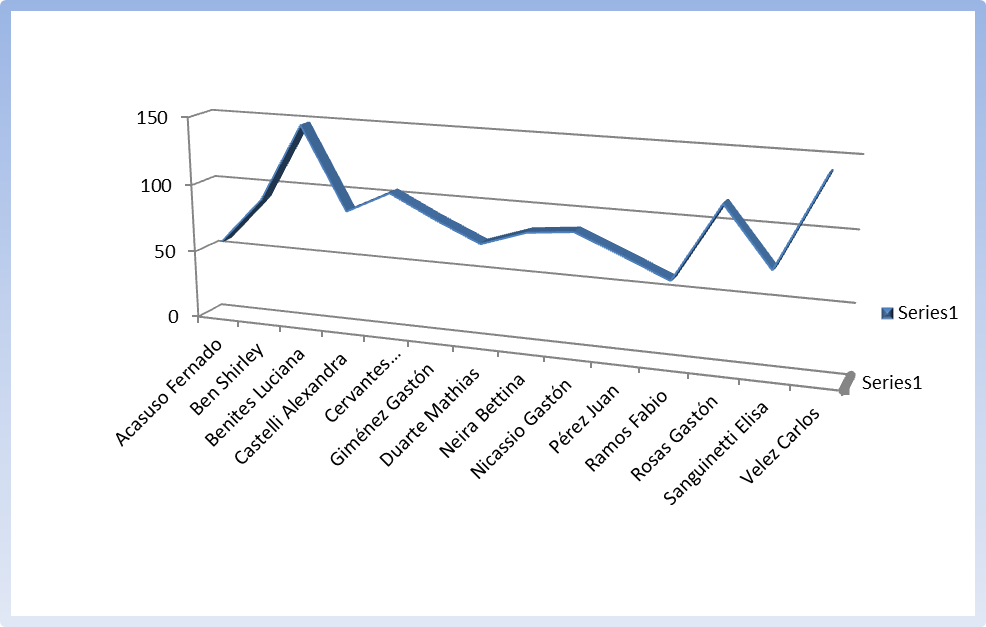 150
100
50
0
Acasuso Fernado
Ben Shirley
Benites Luciana
Castelli Alexandra
Cervantes...
Giménez Gastón
Duarte Mathias
Neira Bettina
Nicassio Gastón
Pérez Juan
Ramos Fabio
Rosas Gastón
Sanguinetti Elisa
Velez Carlos
Series1
Series1